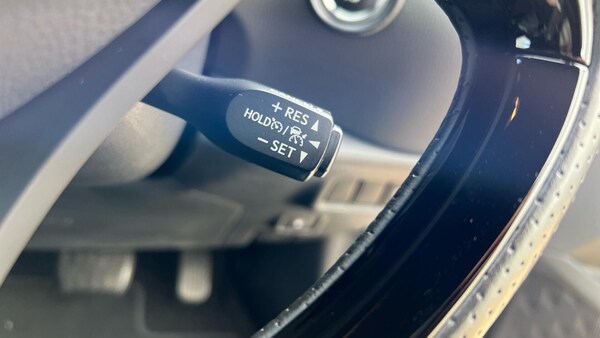 + RES
HOLD /
− SET